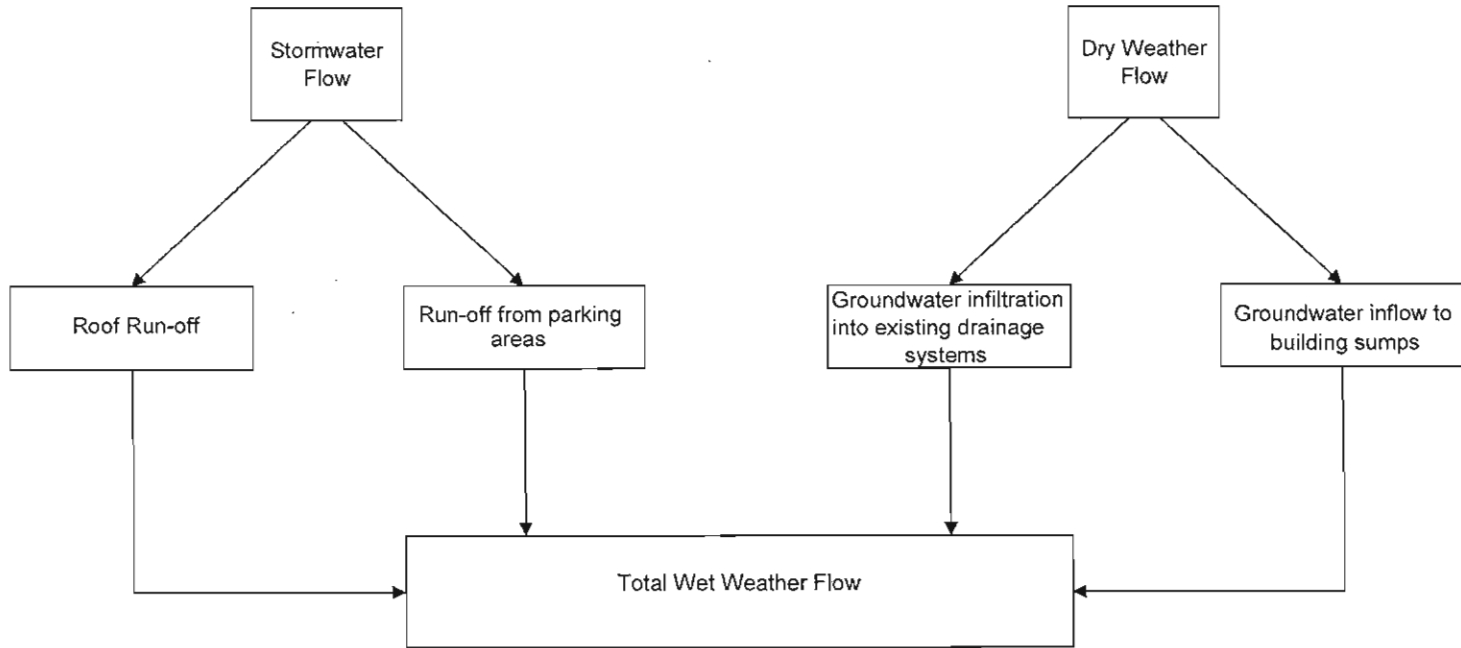 Stormwater
Flow
Dry Weather
Flow
Roof Run-off
Run-off from parking
areas
Groundwater infiltration
into existing drainage
systems
Groundwater inflow to
building sumps
Total Wet Weather Flow